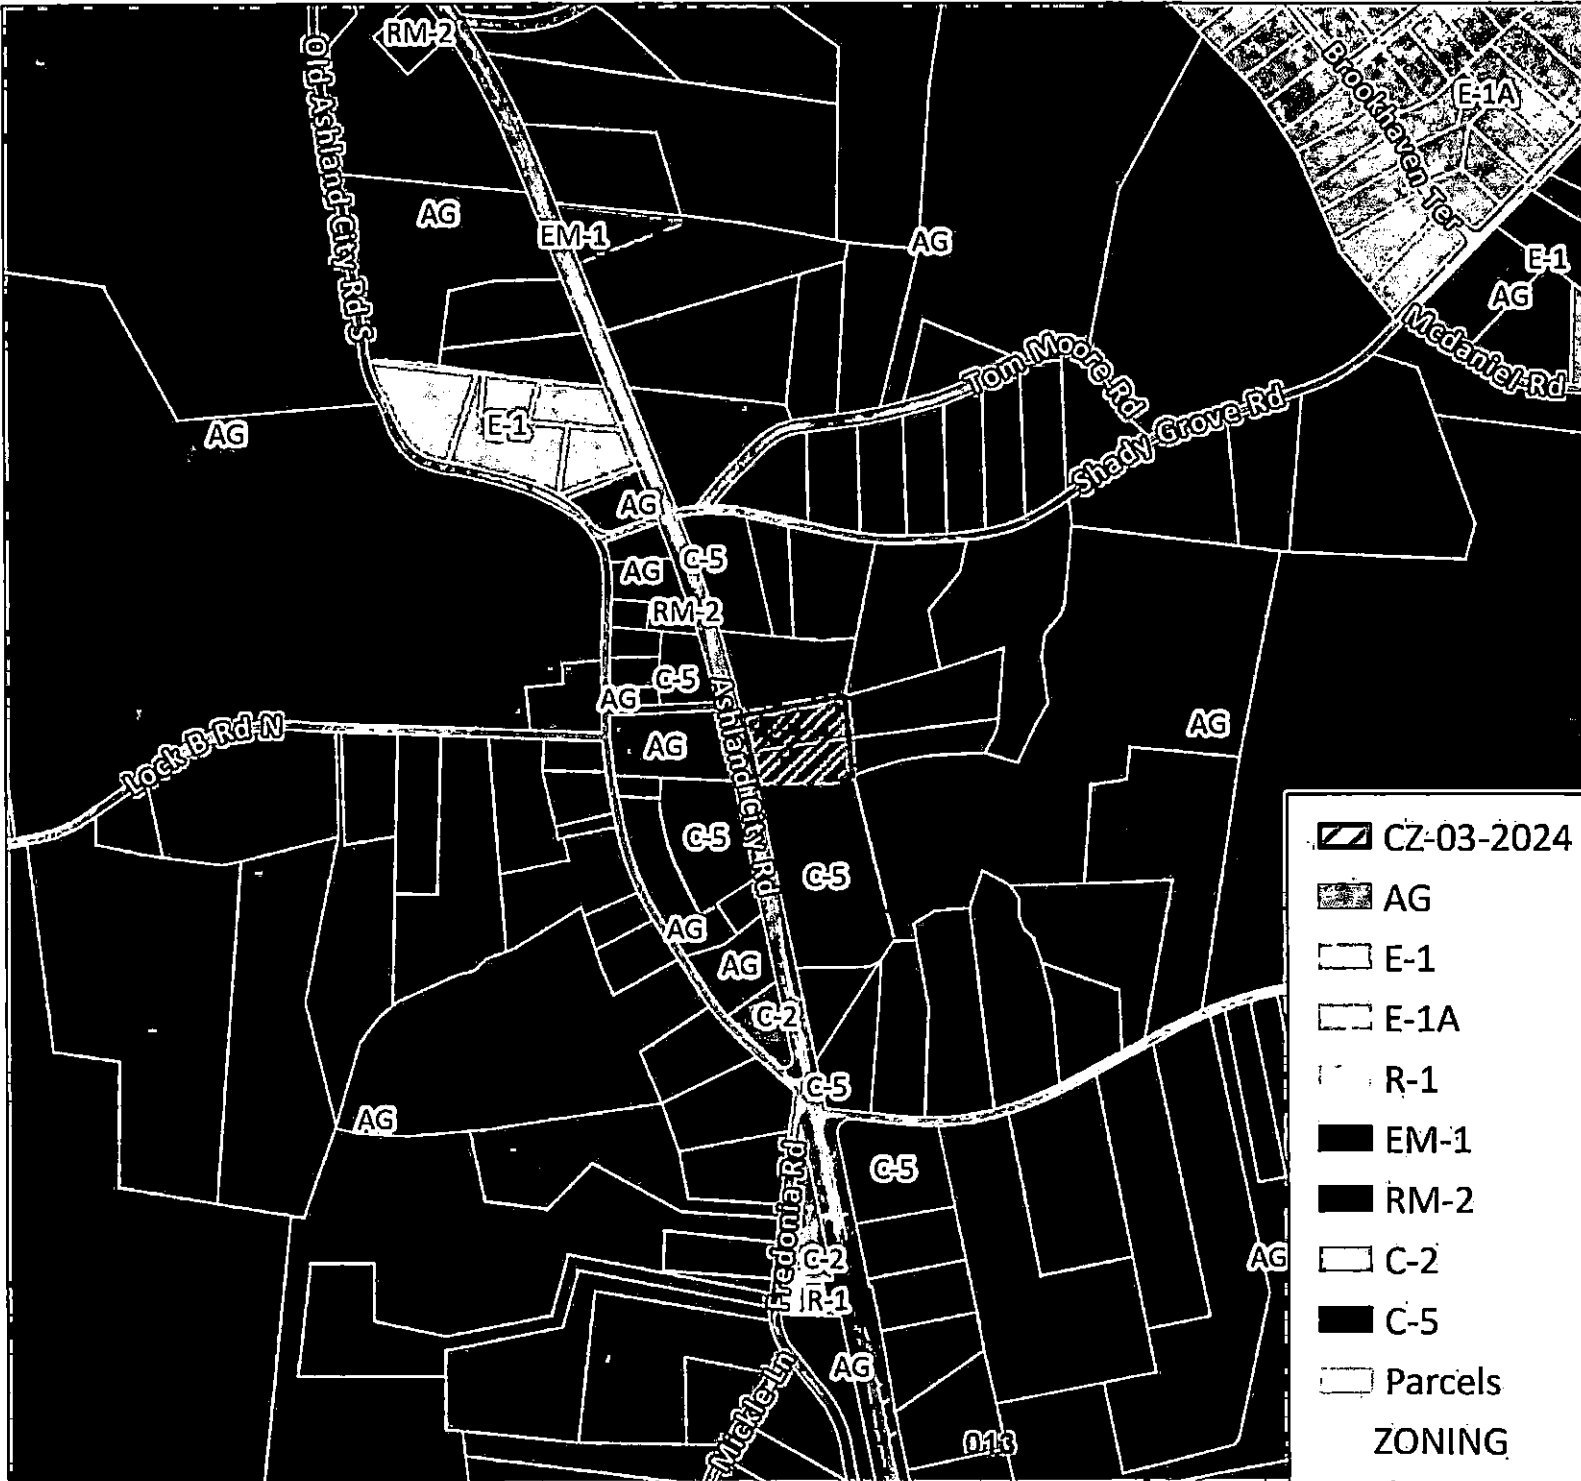 RM-2
Old Ashland City Rd S
Brookhaven Ter
E-1A
AG
EM-1
AG
E-1
AG
Mcdaniel Rd
Tom Moore Rd
Shady Grove Rd
AG
E-1
AG
C-5
AG
RM-2
C-5
AG
Ashland City Rd
AG
AG
Lock B Rd N
C-5
C-5
AG
AG
C-2
C-5
AG
C-5
Fredonia Rd
C-2
R-1
AG
AG
Mickle Ln
013
CZ-03-2024
AG
E-1
E-1A
R-1
EM-1
RM-2
C-2
C-5
Parcels
ZONING